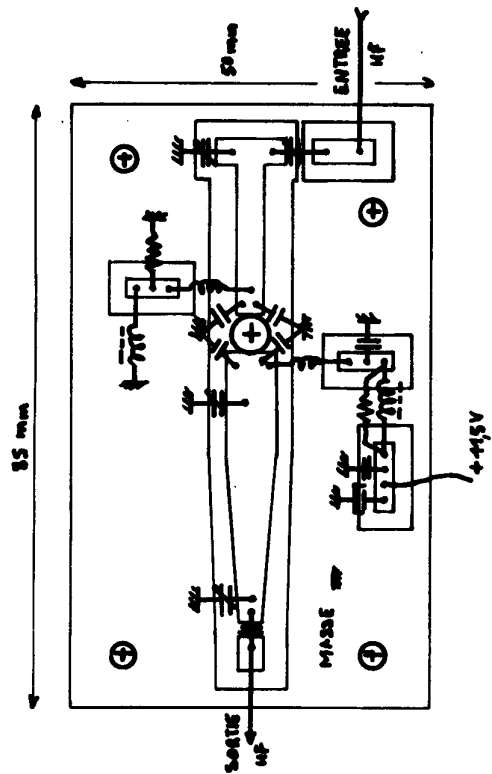 50 mm
ENTREE
HF
85 mm
+11,5V
MASSE
SORTIE
HF